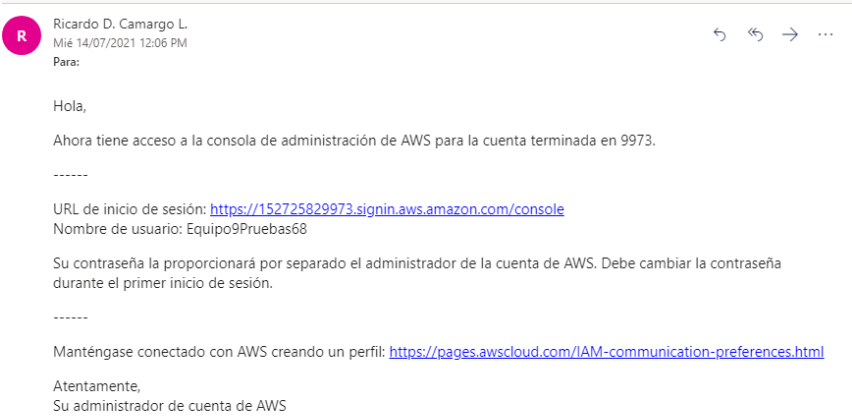 R
Ricardo D. Camargo L.
Mié 14/07/2021 12:06 PM
Para:
Hola,
Ahora tiene acceso a la consola de administración de AWS para la cuenta terminada en 9973.
------
URL de inicio de sesión: https://152725829973.signin.aws.amazon.com/console
Nombre de usuario: Equipo9Pruebas68
Su contraseña la proporcionará por separado el administrador de la cuenta de AWS. Debe cambiar la contraseña
durante el primer inicio de sesión.
------
Manténgase conectado con AWS creando un perfil: https://pages.awscloud.com/IAM-communication-preferences.html
Atentamente,
Su administrador de cuenta de AWS